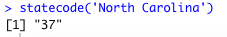 > statecode('North Carolina')
[1] "37"